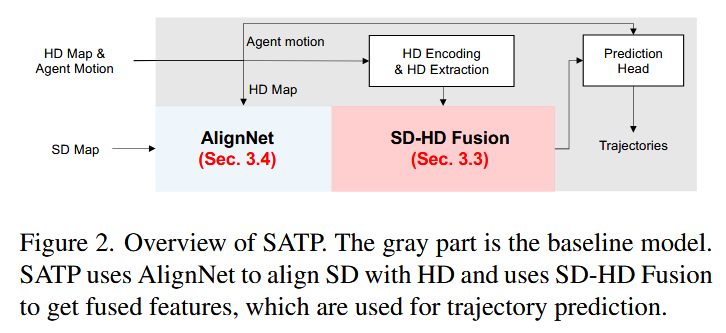 Agent motion
HD Map &
Agent Motion
HD Encoding
& HD Extraction
Prediction
Head
HD Map
SD Map
AlignNet
(Sec. 3.4)
SD-HD Fusion
(Sec. 3.3)
Trajectories
Figure 2. Overview of SATP. The gray part is the baseline model.
SATP uses AlignNet to align SD with HD and uses SD-HD Fusion
to get fused features, which are used for trajectory prediction.